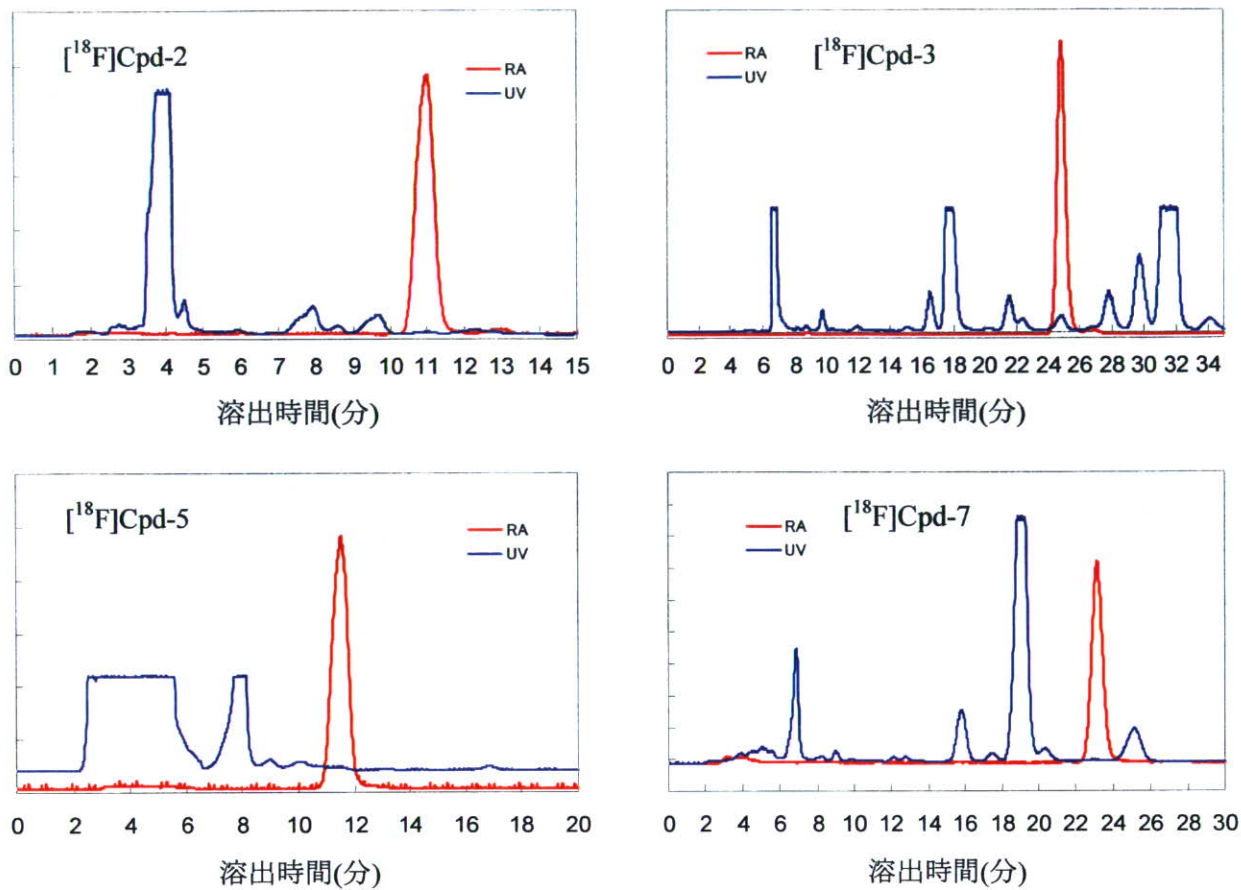 [¹⁸F]Cpd-2
RA
UV
0 1 2 3 4 5 6 7 8 9 10 11 12 13 14 15
溶出時間(分)
[¹⁸F]Cpd-3
RA
UV
0 2 4 6 8 10 12 14 16 18 20 22 24 26 28 30 32 34
溶出時間(分)
[¹⁸F]Cpd-5
RA
UV
0 2 4 6 8 10 12 14 16 18 20
溶出時間(分)
[¹⁸F]Cpd-7
RA
UV
0 2 4 6 8 10 12 14 16 18 20 22 24 26 28 30
溶出時間(分)